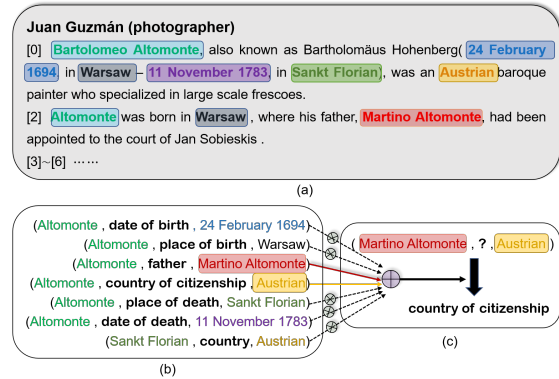 Juan Guzmán (photographer)
[0] Bartolomeo Altomonte, also known as Bartholomäus Hohenberg( 24 February
1694, in Warsaw – 11 November 1783, in Sankt Florian), was an Austrian baroque
painter who specialized in large scale frescoes.
[2] Altomonte was born in Warsaw, where his father, Martino Altomonte, had been
appointed to the court of Jan Sobieskis .
[3]~[6] ……
(a)
(Altomonte , date of birth , 24 February 1694)
(Altomonte , place of birth , Warsaw)
(Altomonte , father , Martino Altomonte)
(Altomonte , country of citizenship , Austrian)
(Altomonte , place of death, Sankt Florian)
(Altomonte , date of death, 11 November 1783)
(Sankt Florian , country, Austrian)
(b)
( Martino Altomonte , ? , Austrian )
country of citizenship
(c)